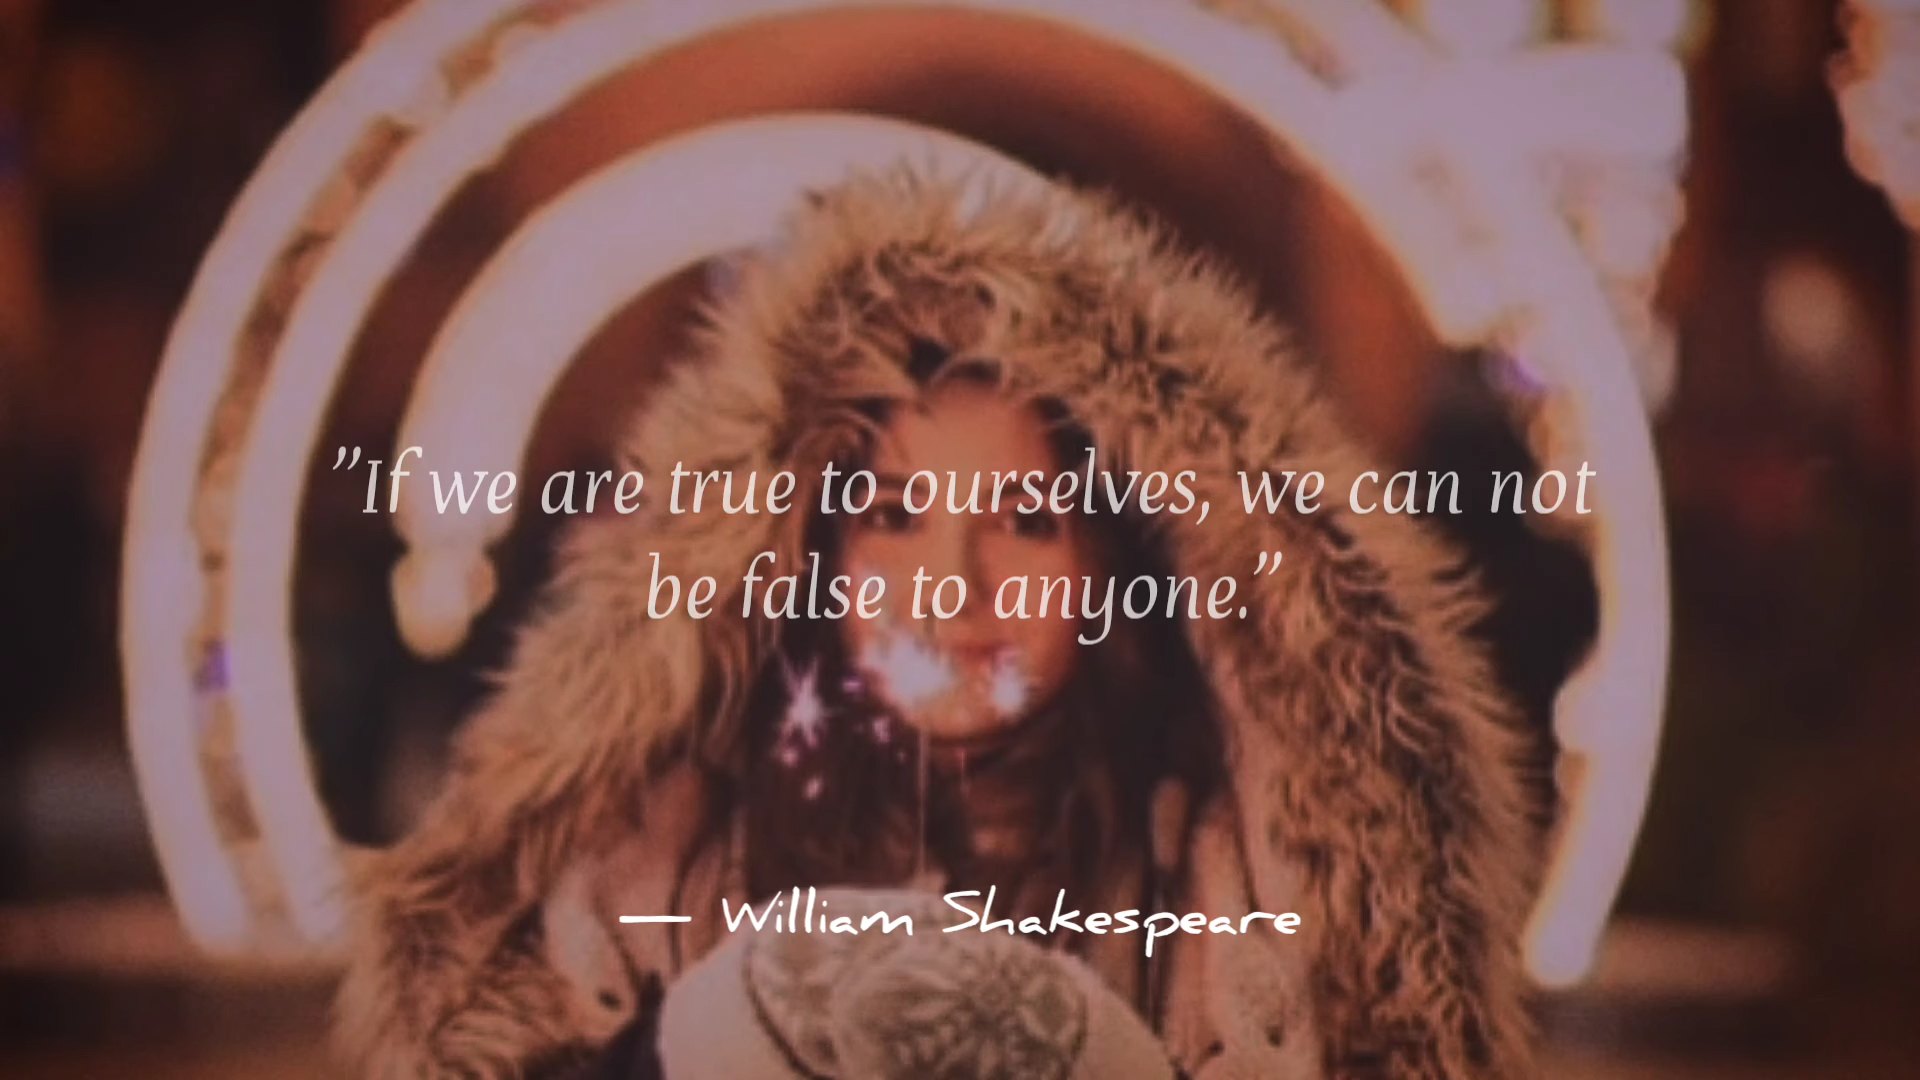 ”If we are true to ourselves, we can not
be false to anyone.”
— William Shakespeare